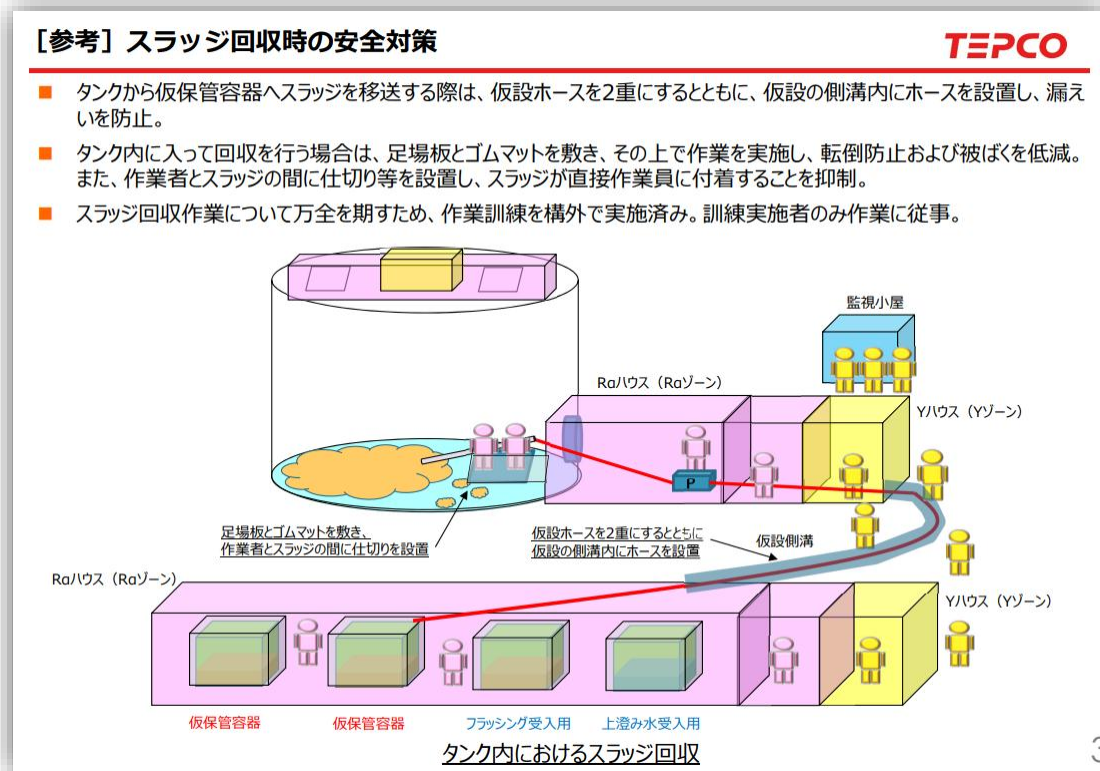 ［参考］スラッジ回収時の安全対策
TEPCO
■ タンクから仮保管容器へスラッジを移送する際は、仮設ホースを2重にするとともに、仮設の側溝内にホースを設置し、漏え
いを防止。
■ タンク内に入って回収を行う場合は、足場板とゴムマットを敷き、その上で作業を実施し、転倒防止および被ばくを低減。
また、作業者とスラッジの間に仕切り等を設置し、スラッジが直接作業員に付着することを抑制。
■ スラッジ回収作業について万全を期すため、作業訓練を構外で実施済み。訓練実施者のみ作業に従事。
監視小屋
Raハウス（Raゾーン）
Yハウス（Yゾーン）
P
足場板とゴムマットを敷き、
作業者とスラッジの間に仕切りを設置
仮設ホースを2重にするとともに
仮設の側溝内にホースを設置
仮設側溝
Raハウス（Raゾーン）
Yハウス（Yゾーン）
仮保管容器
仮保管容器
フラッシング受入用
上澄み水受入用
タンク内におけるスラッジ回収